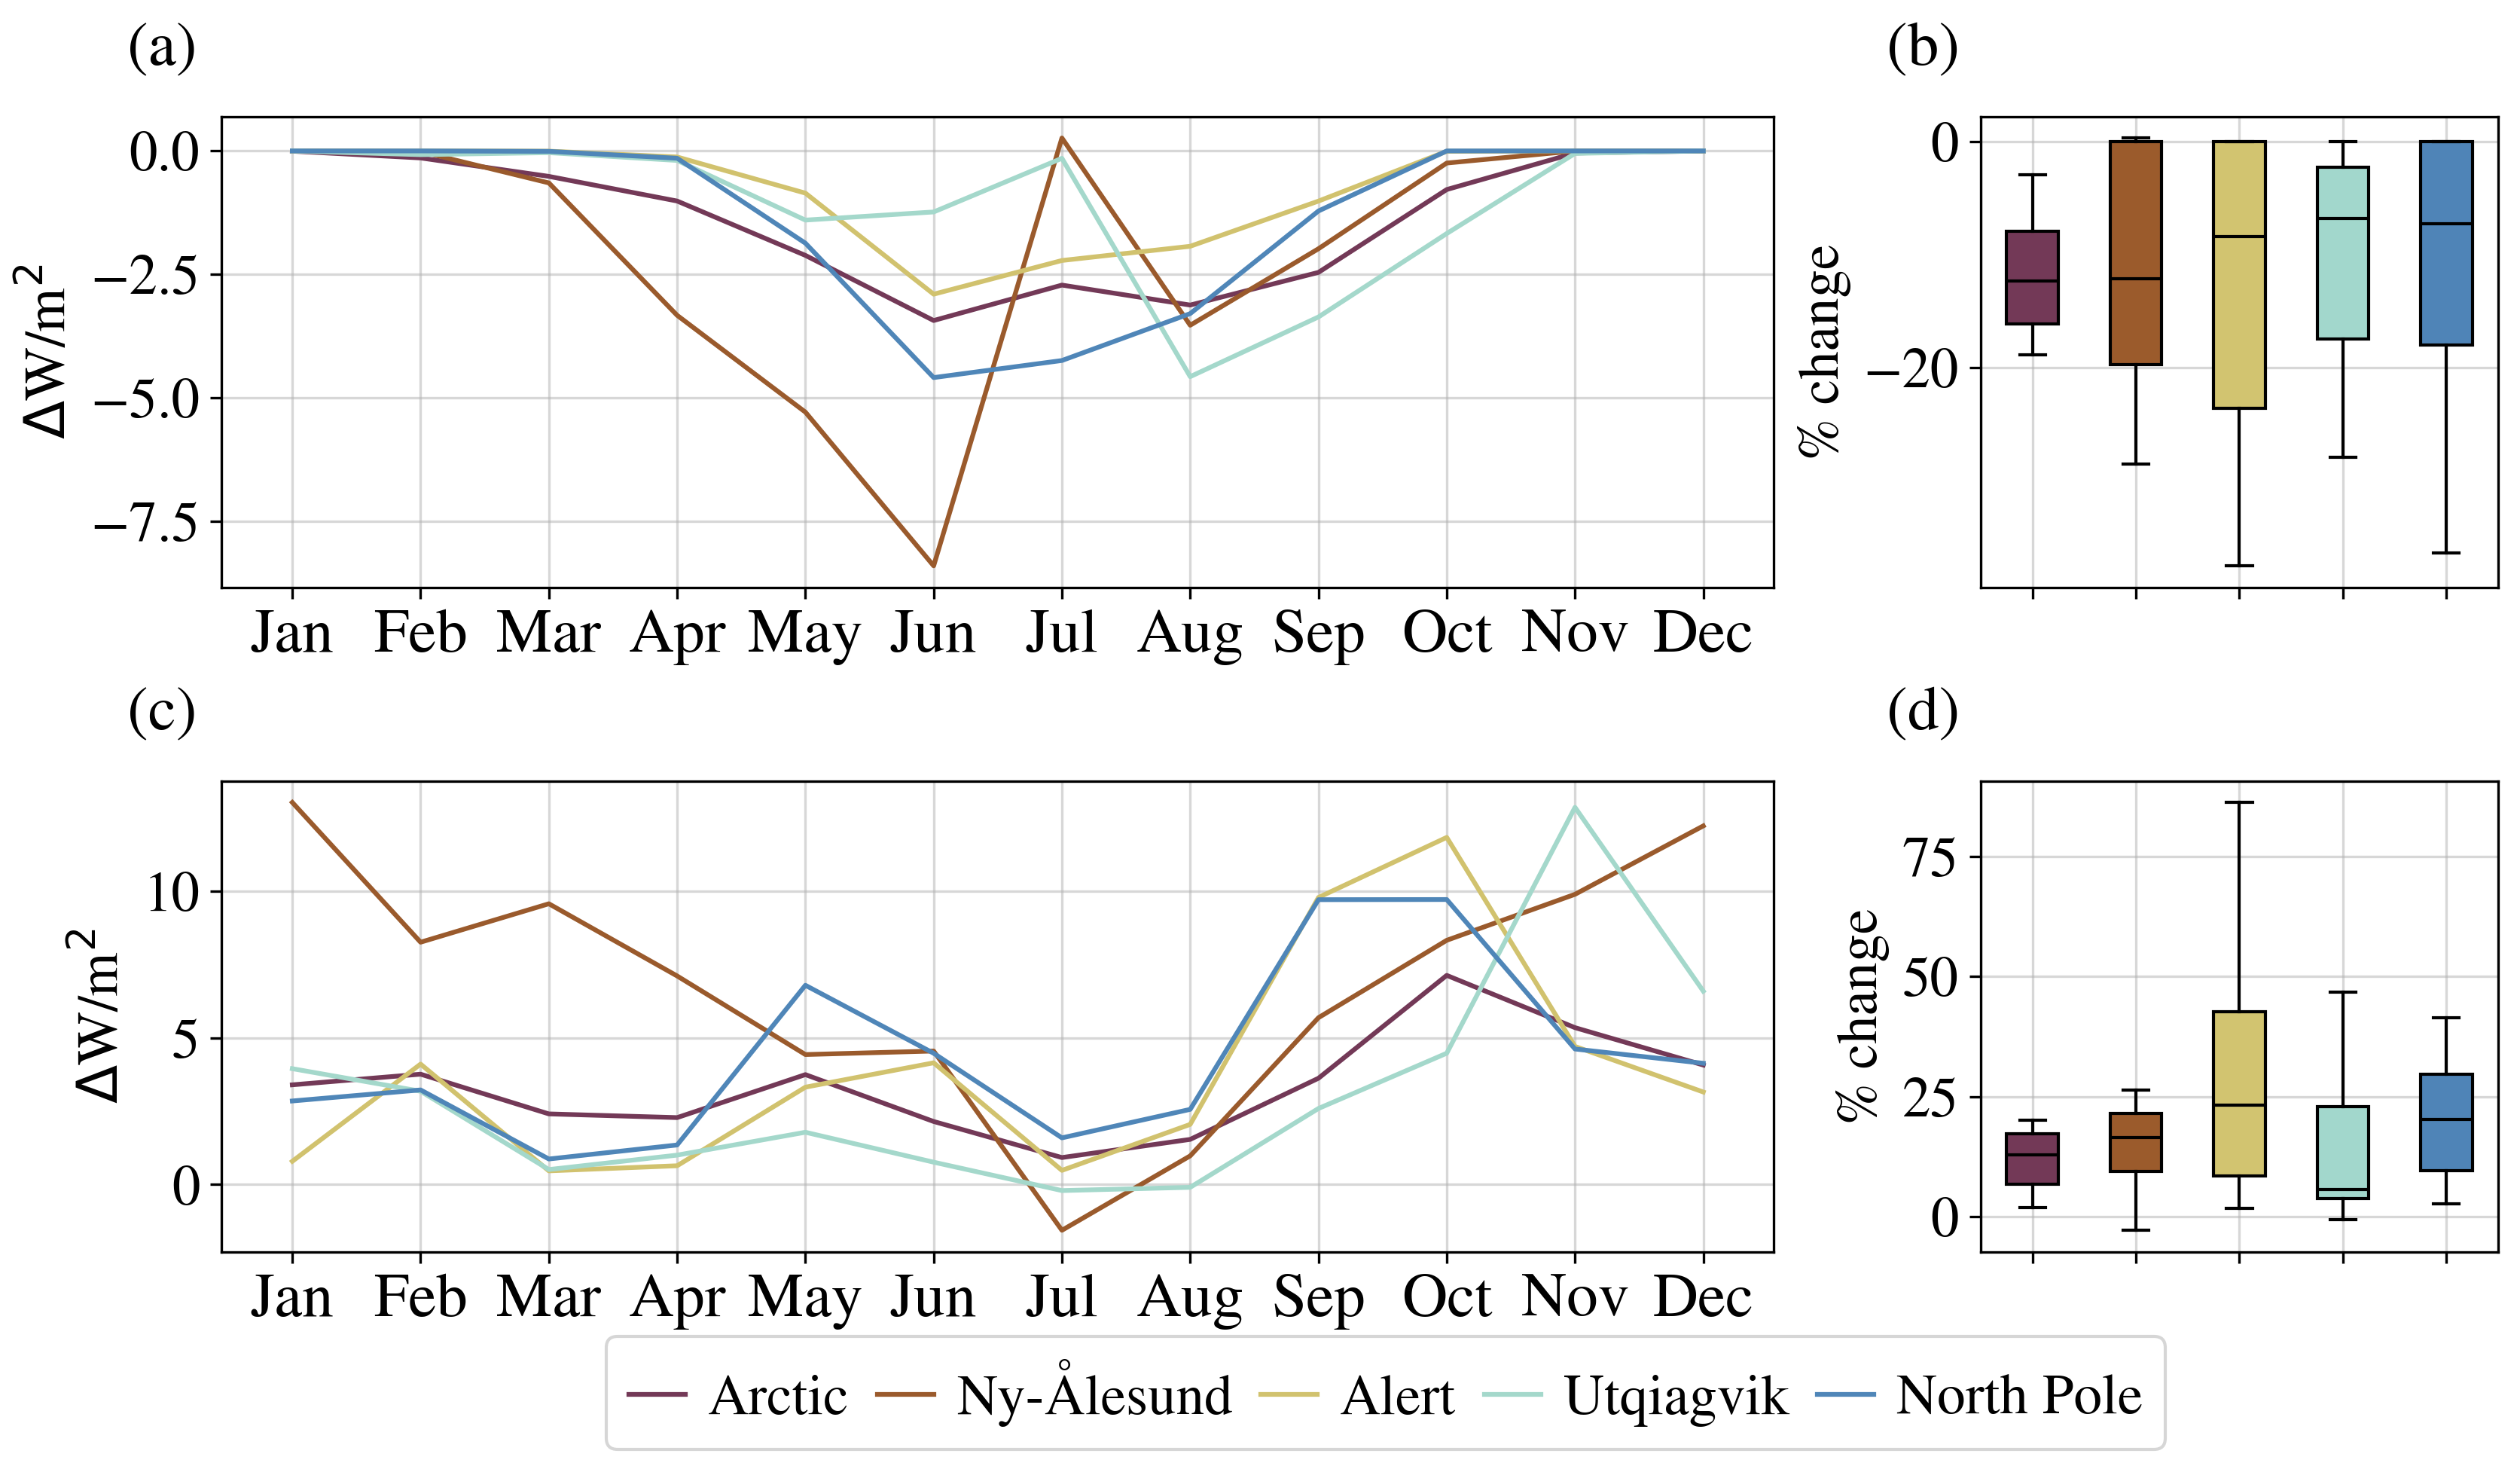 (a)
(b)
0.0
−2.5
−5.0
−7.5
ΔW/m²
Jan Feb Mar Apr May Jun Jul Aug Sep Oct Nov Dec
0
−20
% change
(c)
(d)
10
5
0
ΔW/m²
Jan Feb Mar Apr May Jun Jul Aug Sep Oct Nov Dec
75
50
25
0
% change
Arctic Ny-Ålesund Alert Utqiagvik North Pole